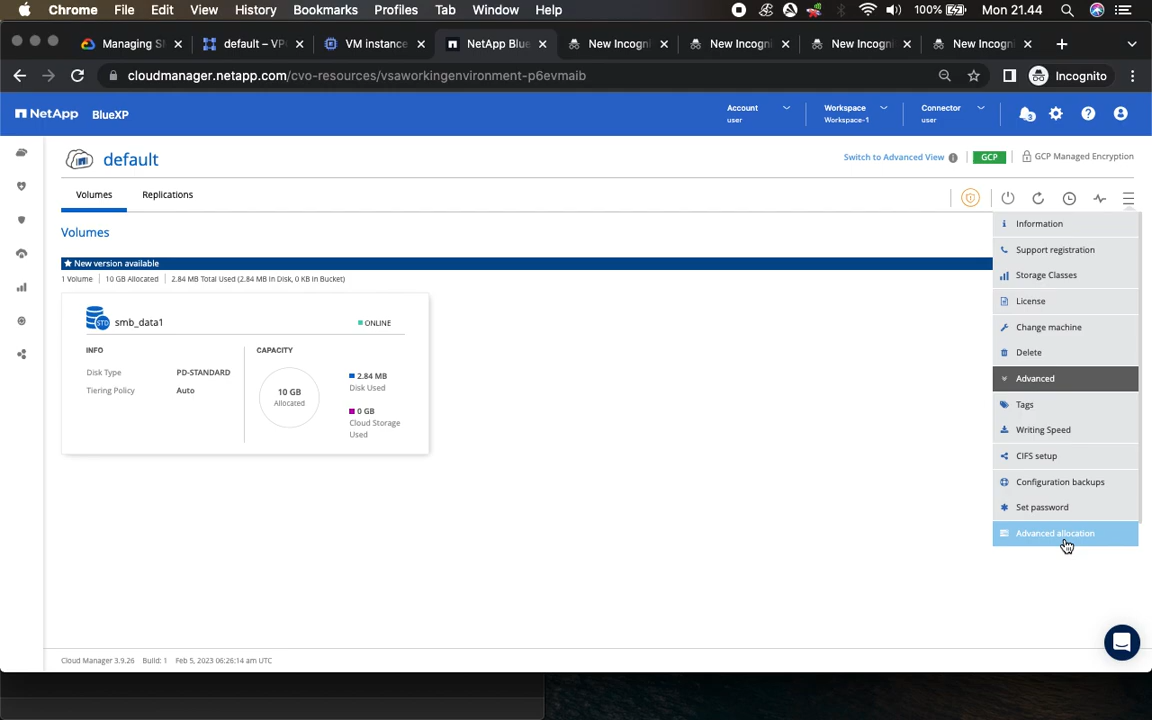 Chrome File Edit View History Bookmarks Profiles Tab Window Help 100% Mon 21.44
Managing S default – VP VM instance NetApp Blue New Incogni New Incogni New Incogni New Incogni
cloudmanager.netapp.com/cvo-resources/vsaworkingenvironment-p6evmaib Incognito
NetApp BlueXP
Account
user
Workspace
Workspace-1
Connector
user
3
default
Switch to Advanced View GCP GCP Managed Encryption
Volumes Replications
Volumes
New version available
1 Volume 10 GB Allocated 2.84 MB Total Used (2.84 MB In Disk, 0 KB in Bucket)
STD smb_data1 ONLINE
INFO
Disk Type PD-STANDARD
Tiering Policy Auto
CAPACITY
10 GB
Allocated
2.84 MB
Disk Used
0 GB
Cloud Storage
Used
Information
Support registration
Storage Classes
License
Change machine
Delete
Advanced
Tags
Writing Speed
CIFS setup
Configuration backups
Set password
Advanced allocation
Cloud Manager 3.9.26 Build: 1 Feb 5, 2023 06:26:14 am UTC